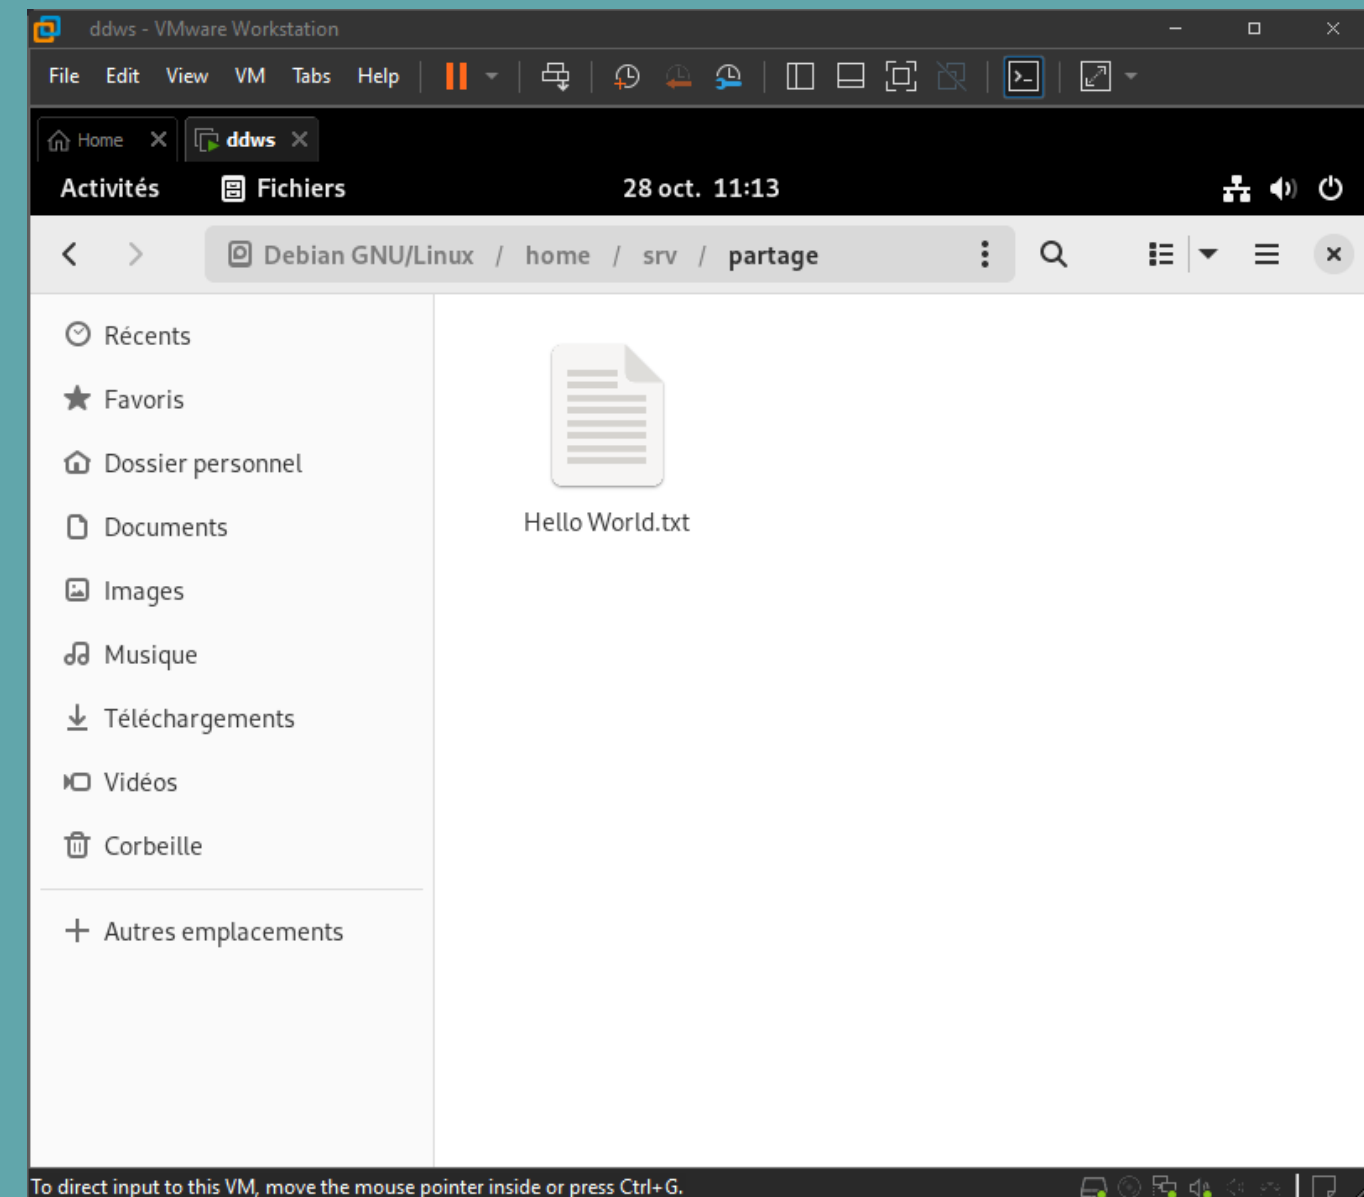 ddws - VMware Workstation
File Edit View VM Tabs Help
Home ddws
Activités Fichiers 28 oct. 11:13
Debian GNU/Linux / home / srv / partage
Récents
Favoris
Dossier personnel
Documents
Images
Musique
Téléchargements
Vidéos
Corbeille
Autres emplacements
Hello World.txt
To direct input to this VM, move the mouse pointer inside or press Ctrl+G.